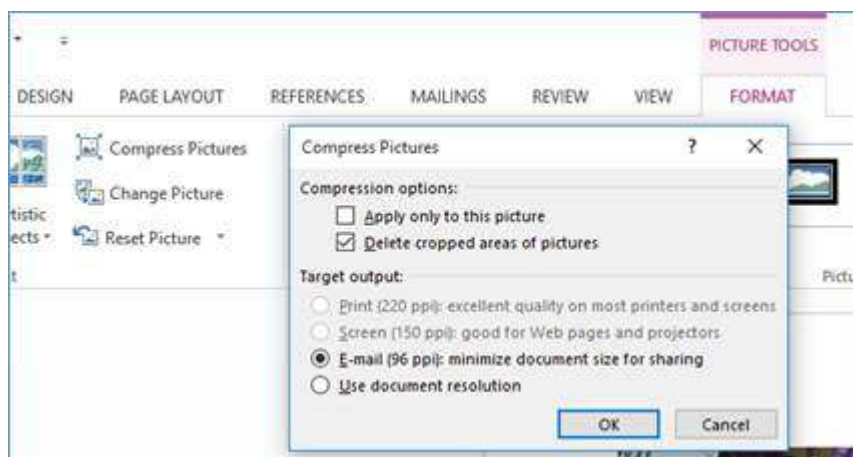 PICTURE TOOLS
DESIGN PAGE LAYOUT REFERENCES MAILINGS REVIEW VIEW FORMAT
Compress Pictures
Change Picture
tistic
ects
Reset Picture
t
Pictu
Compress Pictures ?
Compression options:
Apply only to this picture
Delete cropped areas of pictures
Target output:
Print (220 ppi): excellent quality on most printers and screens
Screen (150 ppi): good for Web pages and projectors
E-mail (96 ppi): minimize document size for sharing
Use document resolution
OK Cancel